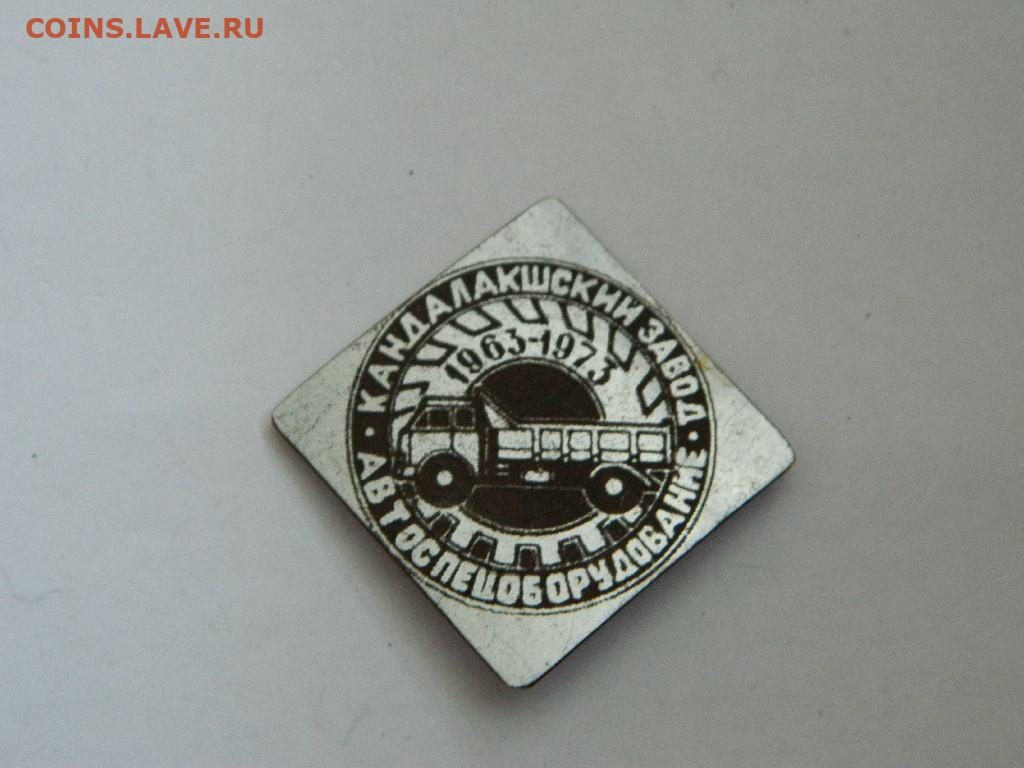 COINS.LAVE.RU
КАНДАЛАКШСКИЙ ЗАВОД
1963-1973
АВТОСПЕЦОБОРУДОВАНИЕ